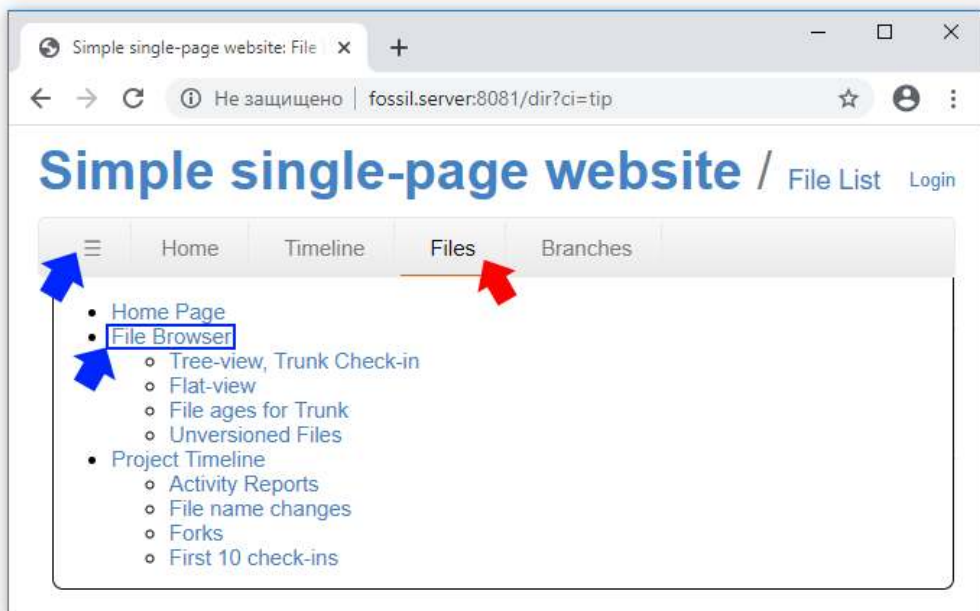 Simple single-page website: File
Не защищено | fossil.server:8081/dir?ci=tip
Simple single-page website / File List Login
☰ Home Timeline Files Branches
Home Page
File Browser
Tree-view, Trunk Check-in
Flat-view
File ages for Trunk
Unversioned Files
Project Timeline
Activity Reports
File name changes
Forks
First 10 check-ins